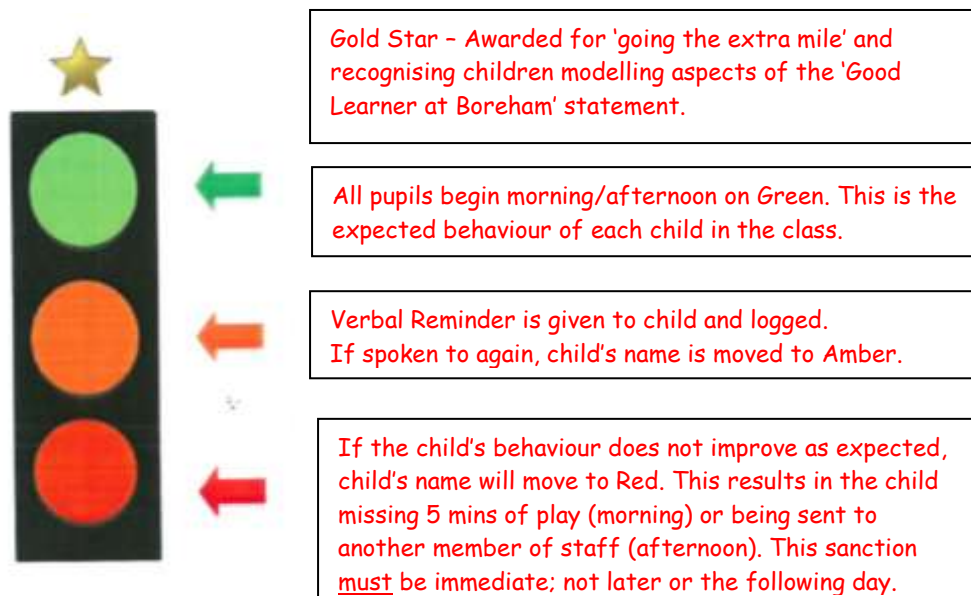 Gold Star – Awarded for ‘going the extra mile’ and
recognising children modelling aspects of the ‘Good
Learner at Boreham’ statement.
All pupils begin morning/afternoon on Green. This is the
expected behaviour of each child in the class.
Verbal Reminder is given to child and logged.
If spoken to again, child’s name is moved to Amber.
If the child’s behaviour does not improve as expected,
child’s name will move to Red. This results in the child
missing 5 mins of play (morning) or being sent to
another member of staff (afternoon). This sanction
must be immediate; not later or the following day.